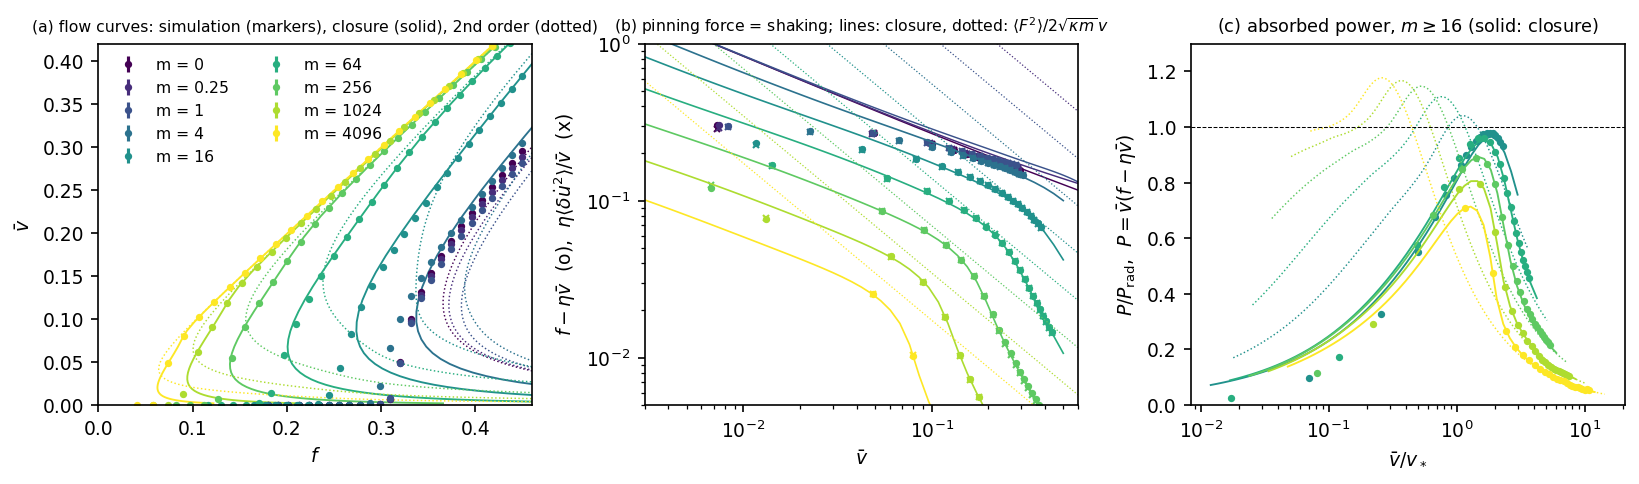 (a) flow curves: simulation (markers), closure (solid), 2nd order (dotted)
m = 0
m = 0.25
m = 1
m = 4
m = 16
m = 64
m = 256
m = 1024
m = 4096
0.40
0.35
0.30
0.25
0.20
0.15
0.10
0.05
0.00
v̄
0.0
0.1
0.2
0.3
0.4
f
(b) pinning force = shaking; lines: closure, dotted: ⟨F²⟩/2√κm v
10⁰
10⁻¹
10⁻²
f − ηv̄ (o), η⟨δu̇²⟩/v̄ (x)
10⁻²
10⁻¹
v̄
(c) absorbed power, m ≥ 16 (solid: closure)
1.2
1.0
0.8
0.6
0.4
0.2
0.0
P/P_rad, P = v̄(f − ηv̄)
10⁻²
10⁻¹
10⁰
10¹
v̄/v_*